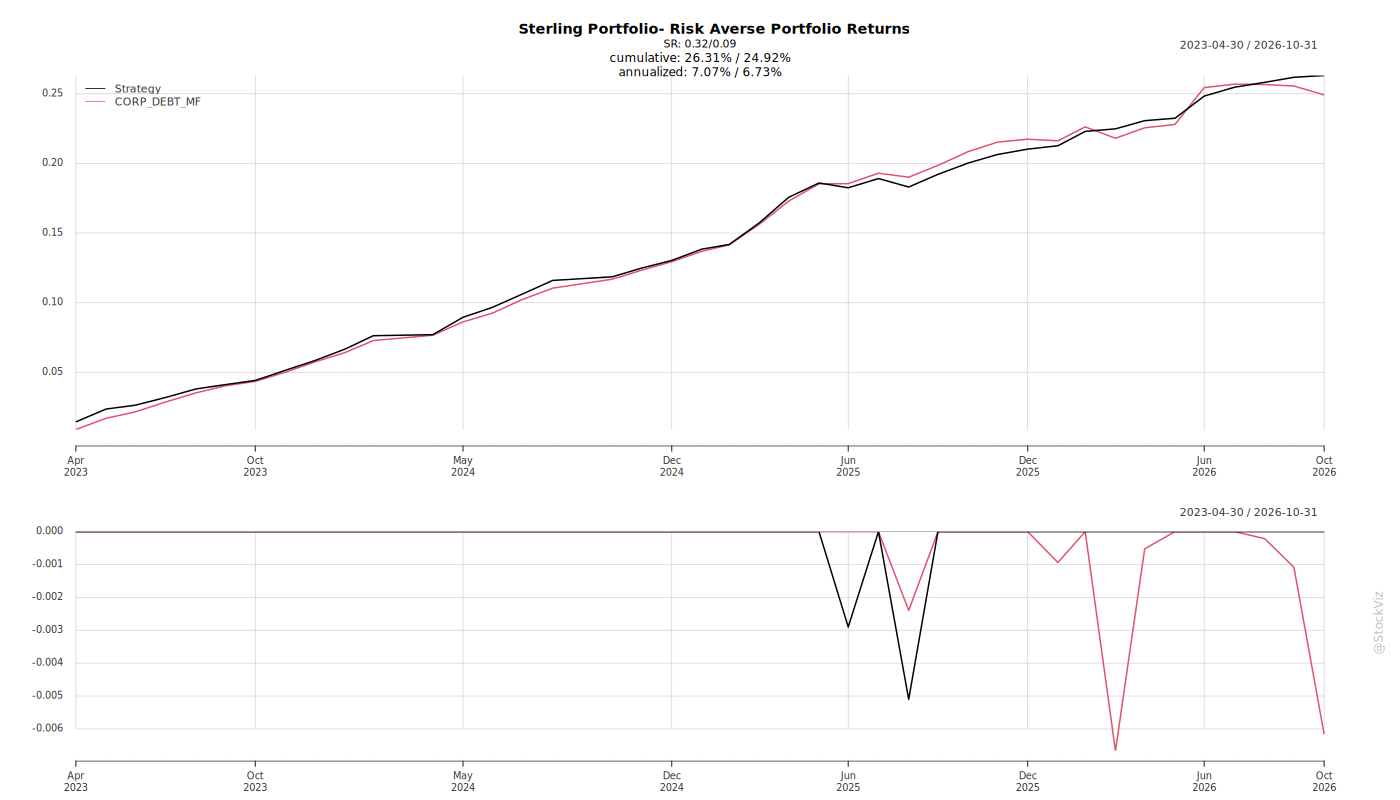 Sterling Portfolio- Risk Averse Portfolio Returns
SR: 0.32/0.09
cumulative: 26.31% / 24.92%
annualized: 7.07% / 6.73%
2023-04-30 / 2026-10-31
Strategy
CORP_DEBT_MF
0.25
0.20
0.15
0.10
0.05
Apr Oct May Dec Jun Dec Jun Oct
2023 2023 2024 2024 2025 2025 2026 2026
2023-04-30 / 2026-10-31
0.000
-0.001
-0.002
-0.003
-0.004
-0.005
-0.006
Apr Oct May Dec Jun Dec Jun Oct
2023 2023 2024 2024 2025 2025 2026 2026
@StockViz